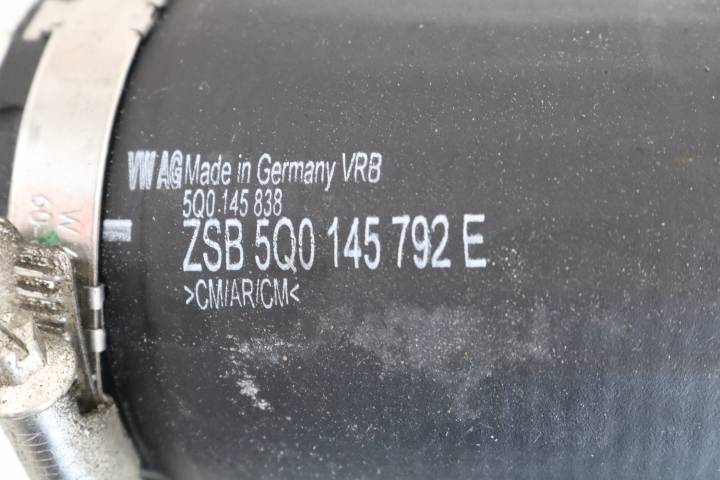 VW AG Made in Germany VRB
5Q0 145 838
ZSB 5Q0 145 792 E
>CM/AR/CM<